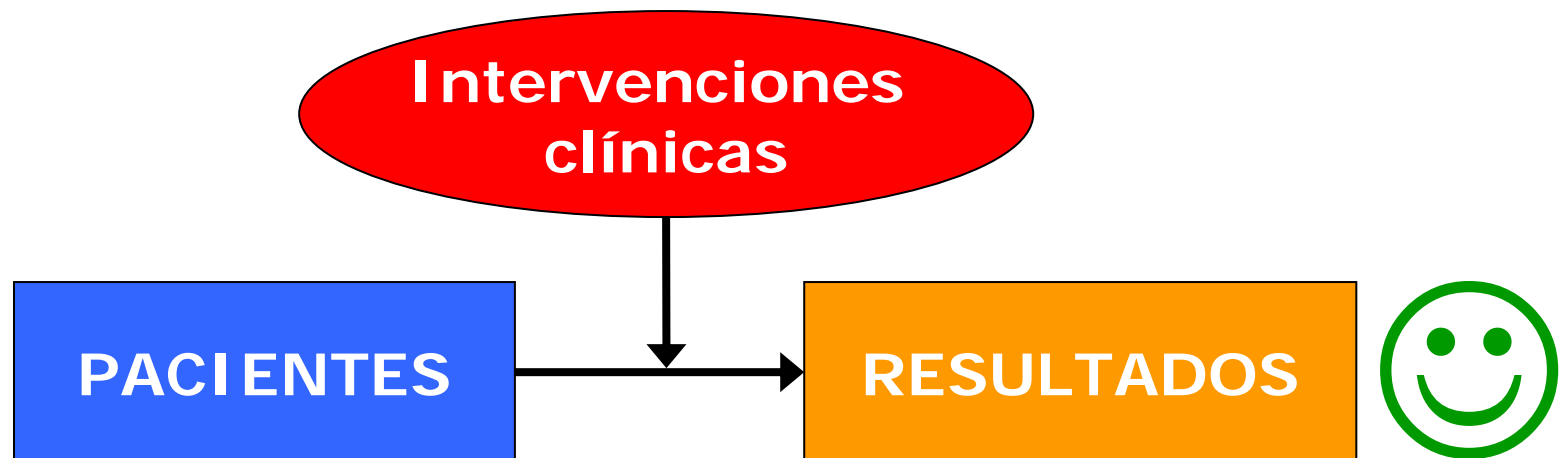 Intervenciones
clínicas
PACIENTES
RESULTADOS